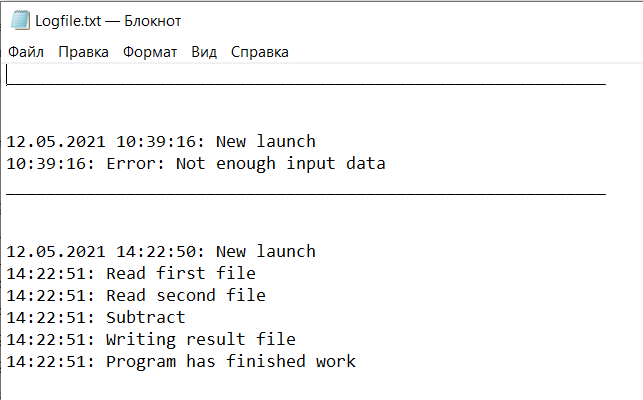 Logfile.txt — Блокнот
Файл Правка Формат Вид Справка
____________________________________________________________
12.05.2021 10:39:16: New launch
10:39:16: Error: Not enough input data
____________________________________________________________
12.05.2021 14:22:50: New launch
14:22:51: Read first file
14:22:51: Read second file
14:22:51: Subtract
14:22:51: Writing result file
14:22:51: Program has finished work